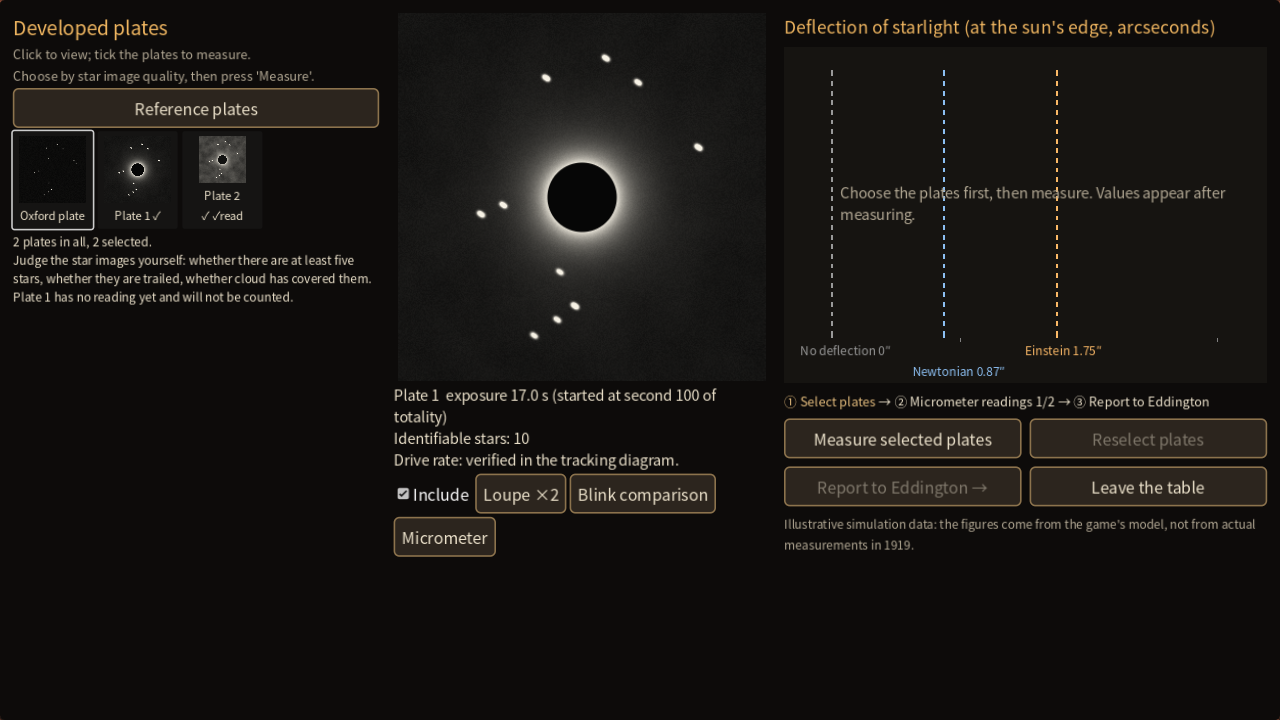 Developed plates
Click to view; tick the plates to measure.
Choose by star image quality, then press 'Measure'.
Reference plates
Oxford plate
Plate 1 ✓
Plate 2
✓ ✓read
2 plates in all, 2 selected.
Judge the star images yourself: whether there are at least five
stars, whether they are trailed, whether cloud has covered them.
Plate 1 has no reading yet and will not be counted.
Plate 1 exposure 17.0 s (started at second 100 of
totality)
Identifiable stars: 10
Drive rate: verified in the tracking diagram.
Include
Loupe ×2
Blink comparison
Micrometer
Deflection of starlight (at the sun's edge, arcseconds)
Choose the plates first, then measure. Values appear after
measuring.
No deflection 0″
Einstein 1.75″
Newtonian 0.87″
① Select plates → ② Micrometer readings 1/2 → ③ Report to Eddington
Measure selected plates
Reselect plates
Report to Eddington →
Leave the table
Illustrative simulation data: the figures come from the game's model, not from actual
measurements in 1919.